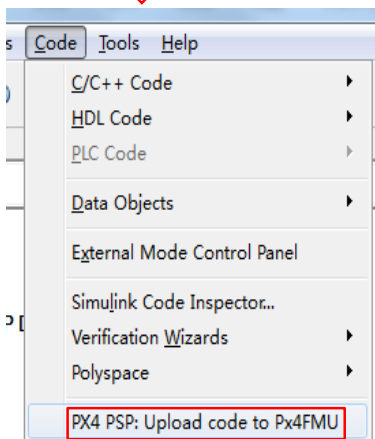 s Code Tools Help
C/C++ Code
HDL Code
PLC Code
Data Objects
External Mode Control Panel
Simulink Code Inspector...
Verification Wizards
Polyspace
PX4 PSP: Upload code to Px4FMU